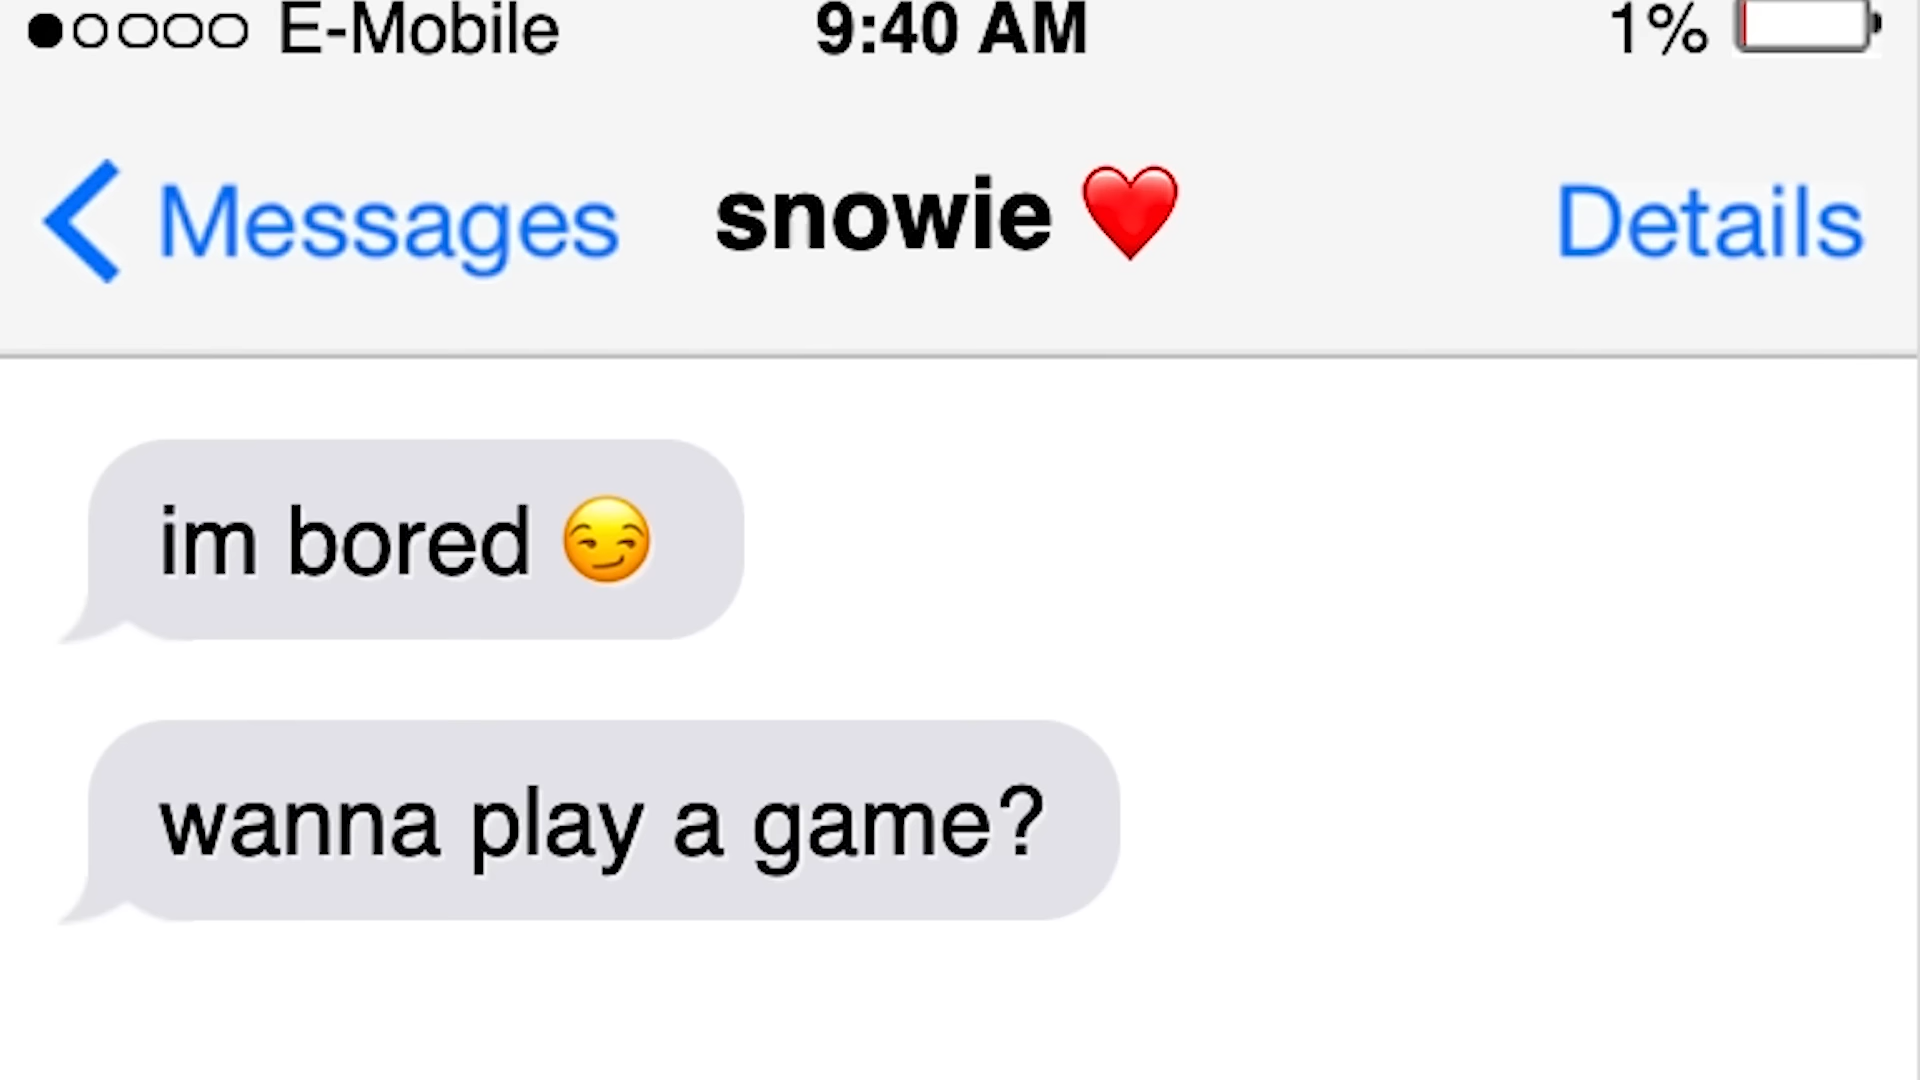 E-Mobile 9:40 AM 1%
Messages snowie ❤️ Details
im bored 😏
wanna play a game?